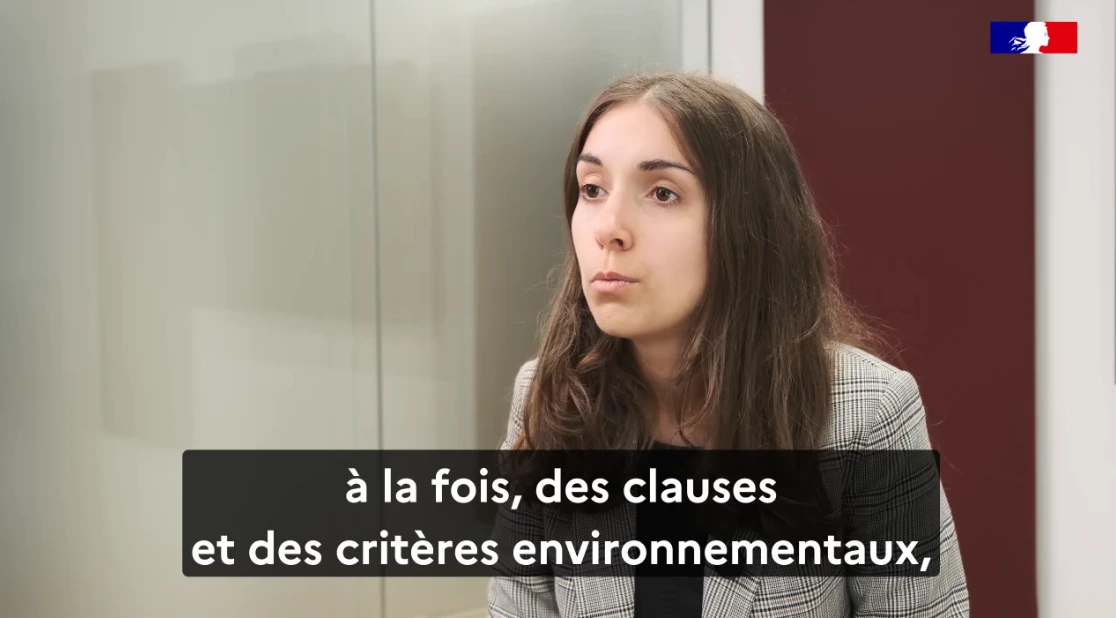 à la fois, des clauses
et des critères environnementaux,